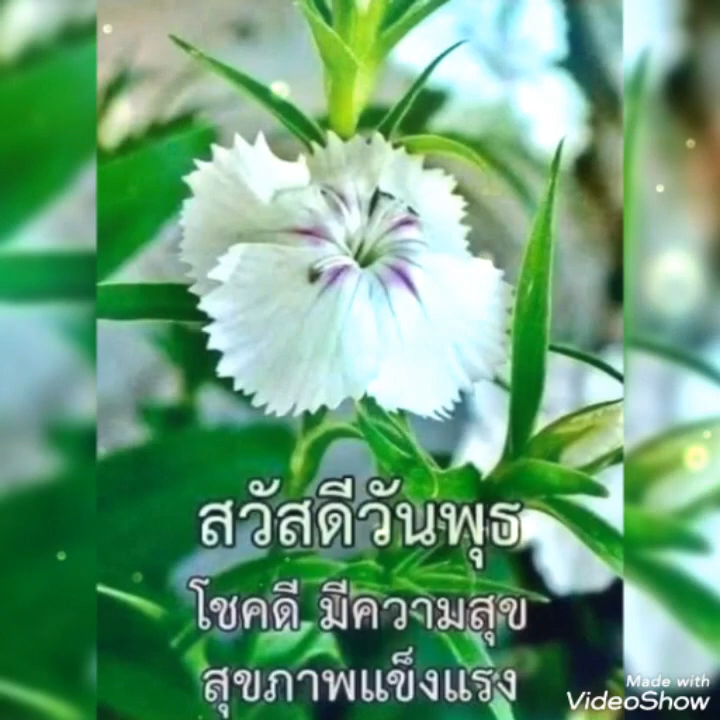 สวัสดีวันพุธ
โชคดี มีความสุข
สุขภาพแข็งแรง
Made with
VideoShow